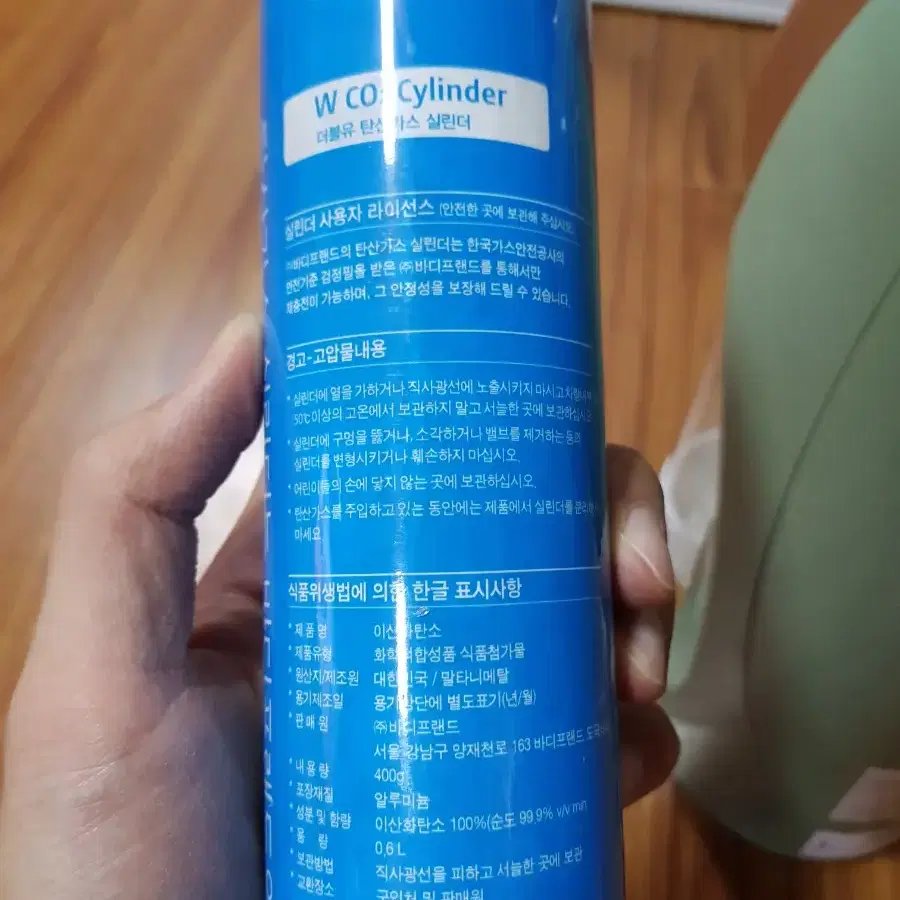 W CO₂ Cylinder
더블유 탄산가스 실린더
실린더 사용자 라이선스 (안전한 곳에 보관해 주십시오.
㈜바디프랜드의 탄산가스 실린더는 한국가스안전공사의
안전기준 검정필을 받은 ㈜바디프랜드를 통해서만
재충전이 가능하며, 그 안정성을 보장해 드릴 수 있습니다.
경고-고압물내용
* 실린더에 열을 가하거나 직사광선에 노출시키지 마시고
50℃ 이상의 고온에서 보관하지 말고 서늘한 곳에 보관하십시오
* 실린더에 구멍을 뚫거나, 소각하거나 밸브를 제거하는 등의
실린더를 변형시키거나 훼손하지 마십시오.
* 어린이들의 손에 닿지 않는 곳에 보관하십시오.
* 탄산가스를 주입하고 있는 동안에는 제품에서 실린더를
마세요
식품위생법에 의한 한글 표시사항
* 제품명 이산화탄소
* 제품유형 화학적합성품 식품첨가물
* 원산지/제조원 대한민국 / 말타니메탈
* 용기제조일 용기상단에 별도표기(년/월)
* 판매원 ㈜바디프랜드
서울 강남구 양재천로 163 바디프랜드
* 내용량 400g
* 포장재질 알루미늄
* 성분 및 함량 이산화탄소 100%(순도 99.9% v/v min
* 용 량 0,6 L
* 보관방법 직사광선을 피하고 서늘한 곳에 보관
* 교환장소 구입처 및 판매원